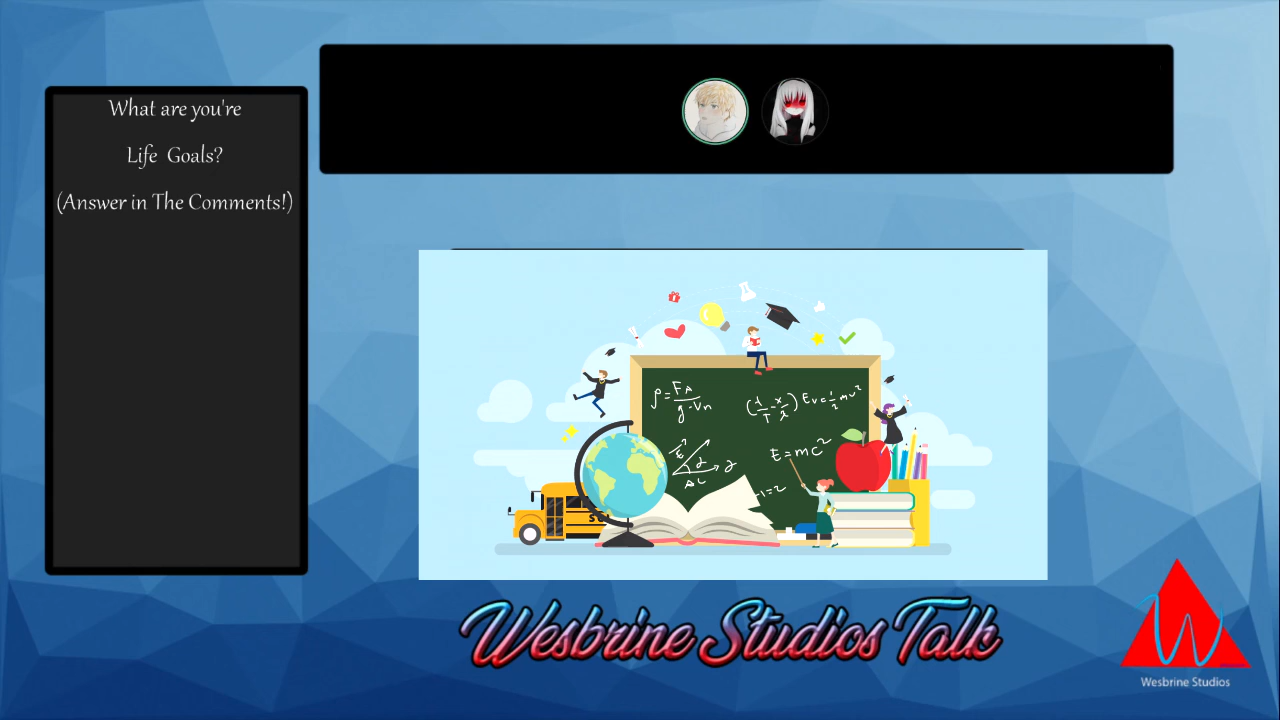 What are you're
Life Goals?
(Answer in The Comments!)
E=mc²
Wesbrine Studios Talk
W
Wesbrine Studios